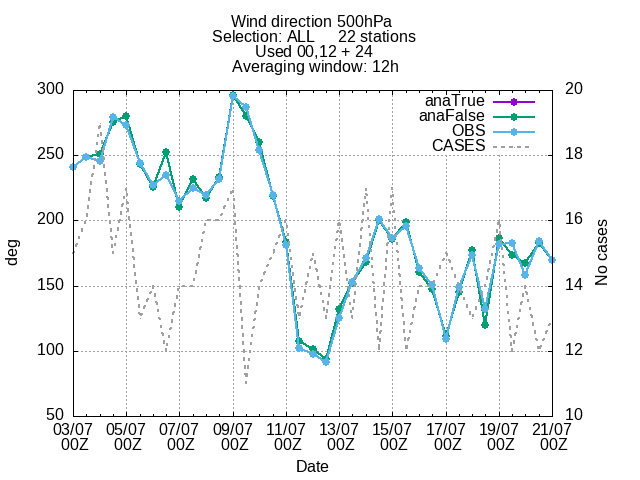 Wind direction 500hPa
Selection: ALL 22 stations
Used 00,12 + 24
Averaging window: 12h
300
250
200
150
100
50
deg
20
18
16
14
12
10
No cases
anaTrue
anaFalse
OBS
CASES
03/07 05/07 07/07 09/07 11/07 13/07 15/07 17/07 19/07 21/07
00Z 00Z 00Z 00Z 00Z 00Z 00Z 00Z 00Z 00Z
Date